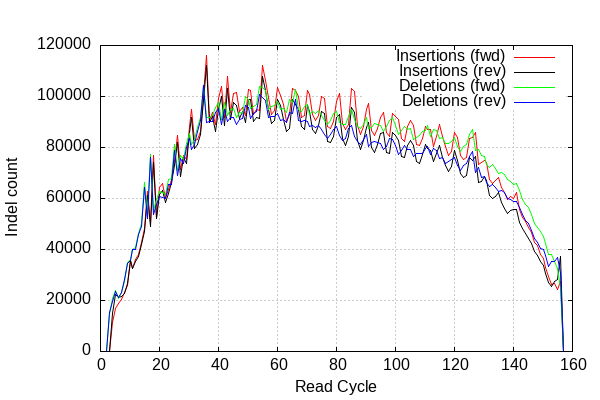 120000
100000
80000
60000
40000
20000
0
Indel count
Insertions (fwd)
Insertions (rev)
Deletions (fwd)
Deletions (rev)
0 20 40 60 80 100 120 140 160
Read Cycle